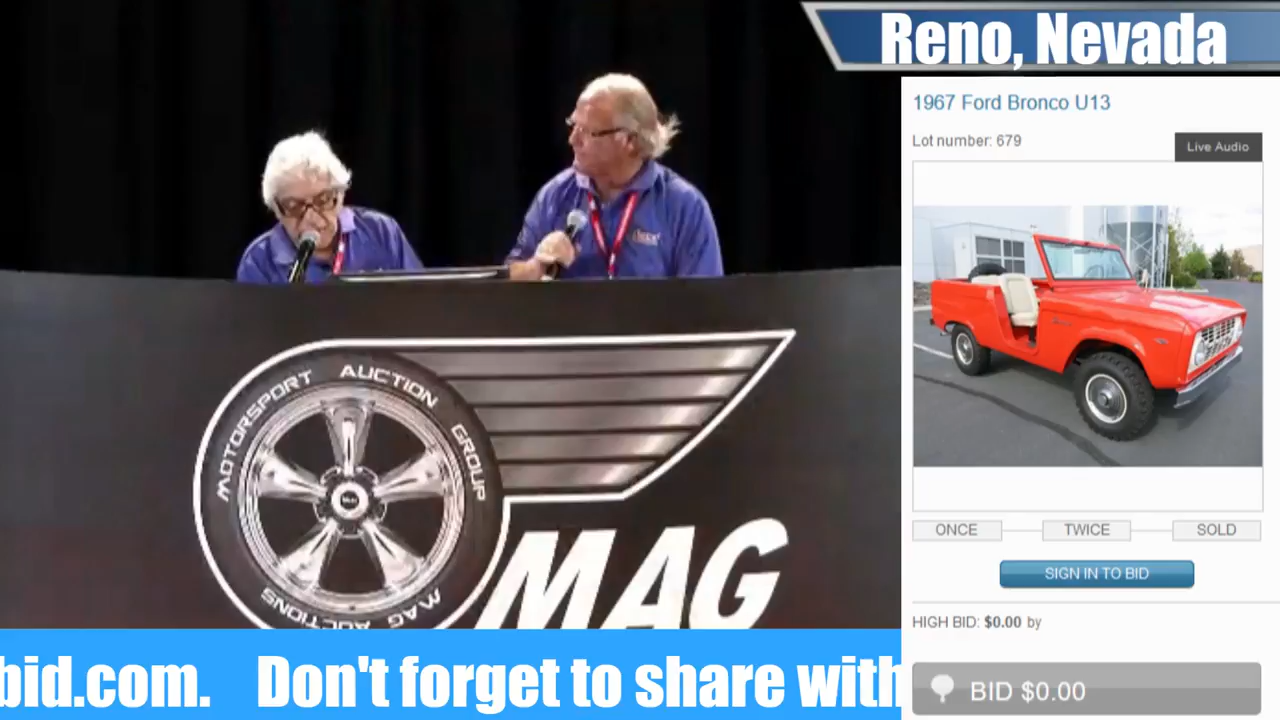 Reno, Nevada
1967 Ford Bronco U13
Lot number: 679
Live Audio
MOTORSPORT AUCTION GROUP
MAG AUCTIONS
MAG
ONCE
TWICE
SOLD
SIGN IN TO BID
HIGH BID: $0.00 by
BID $0.00
bid.com. Don't forget to share with